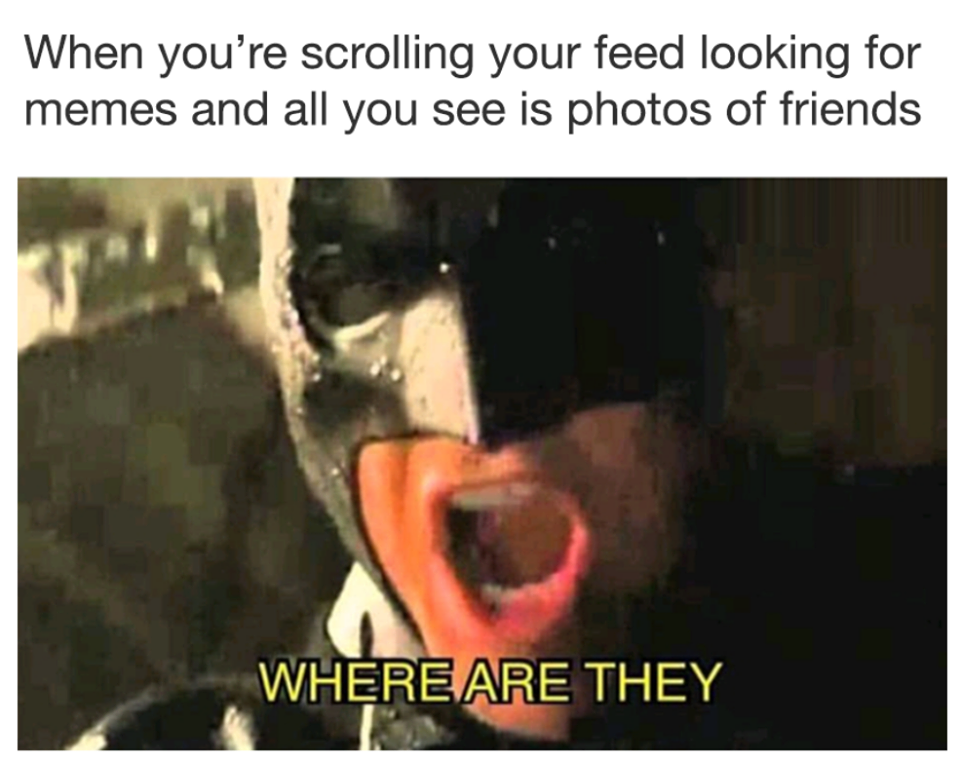 When you’re scrolling your feed looking for
memes and all you see is photos of friends
WHERE ARE THEY